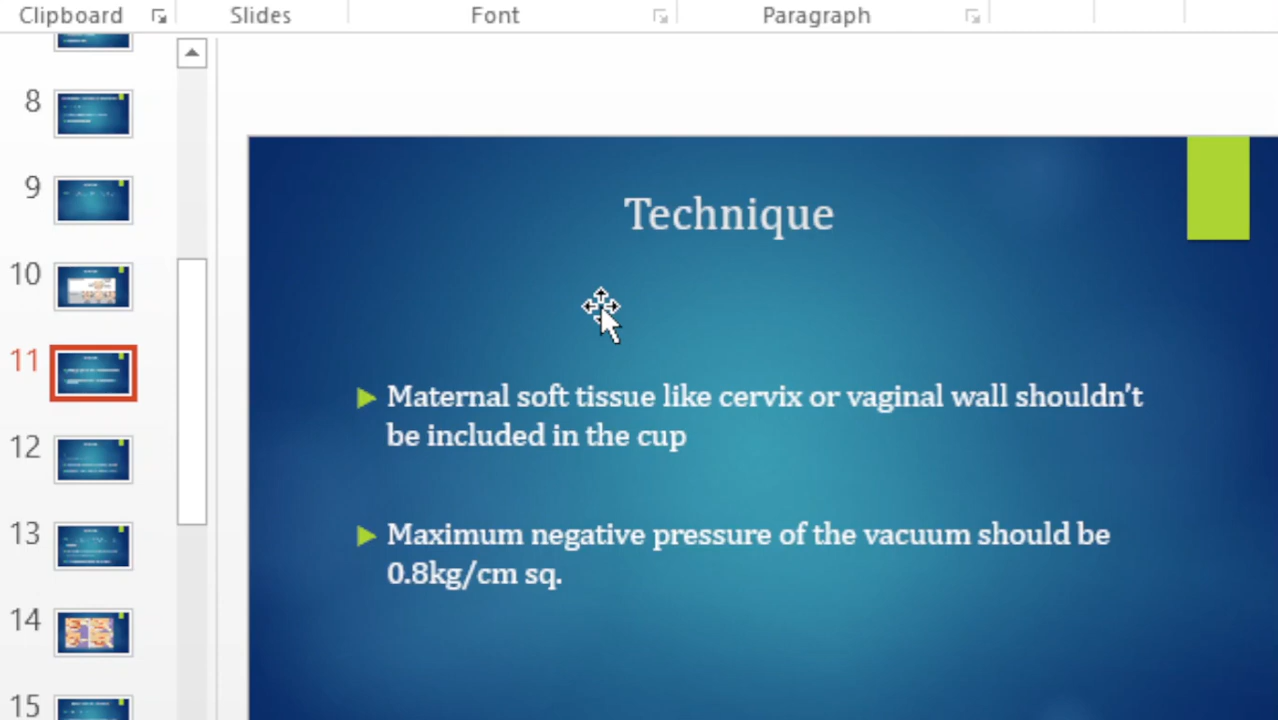 Clipboard
Slides
Font
Paragraph
8
9
10
11
12
13
14
15
Technique
Maternal soft tissue like cervix or vaginal wall shouldn't
be included in the cup
Maximum negative pressure of the vacuum should be
0.8kg/cm sq.